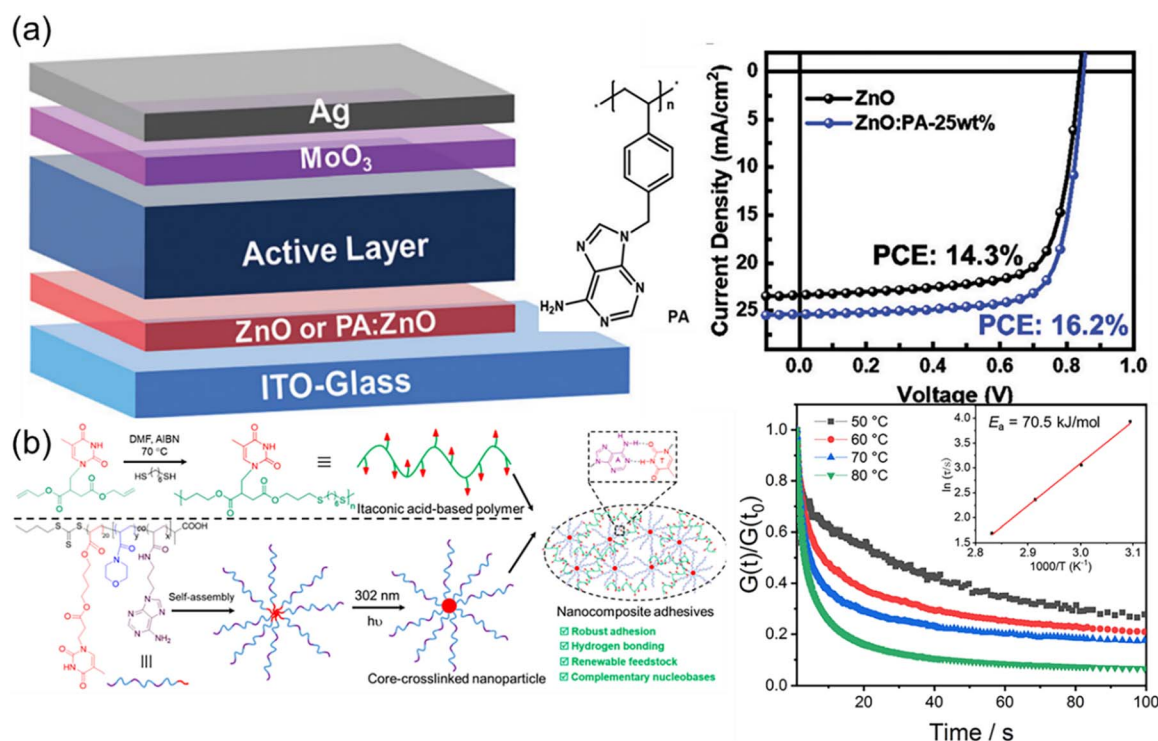 (a)
Ag
MoO₃
Active Layer
ZnO or PA:ZnO
ITO-Glass
n
N
N
N
N
H₂N
PA
Current Density (mA/cm²)
0
5
10
15
20
25
ZnO
ZnO:PA-25wt%
PCE: 14.3%
PCE: 16.2%
0.0
0.2
0.4
0.6
0.8
1.0
Voltage (V)
(b)
DMF, AIBN
70 °C
HS
SH
Itaconic acid-based polymer
COOH
Self-assembly
302 nm
hυ
Core-crosslinked nanoparticle
A
T
Nanocomposite adhesives
Robust adhesion
Hydrogen bonding
Renewable feedstock
Complementary nucleobases
G(t)/G(t₀)
1.0
0.8
0.6
0.4
0.2
0.0
50 °C
60 °C
70 °C
80 °C
Eₐ = 70.5 kJ/mol
ln (τ/s)
4.0
3.5
3.0
2.5
2.0
1.5
2.9
3.0
3.1
1000/T (K⁻¹)
20
40
60
80
100
Time / s